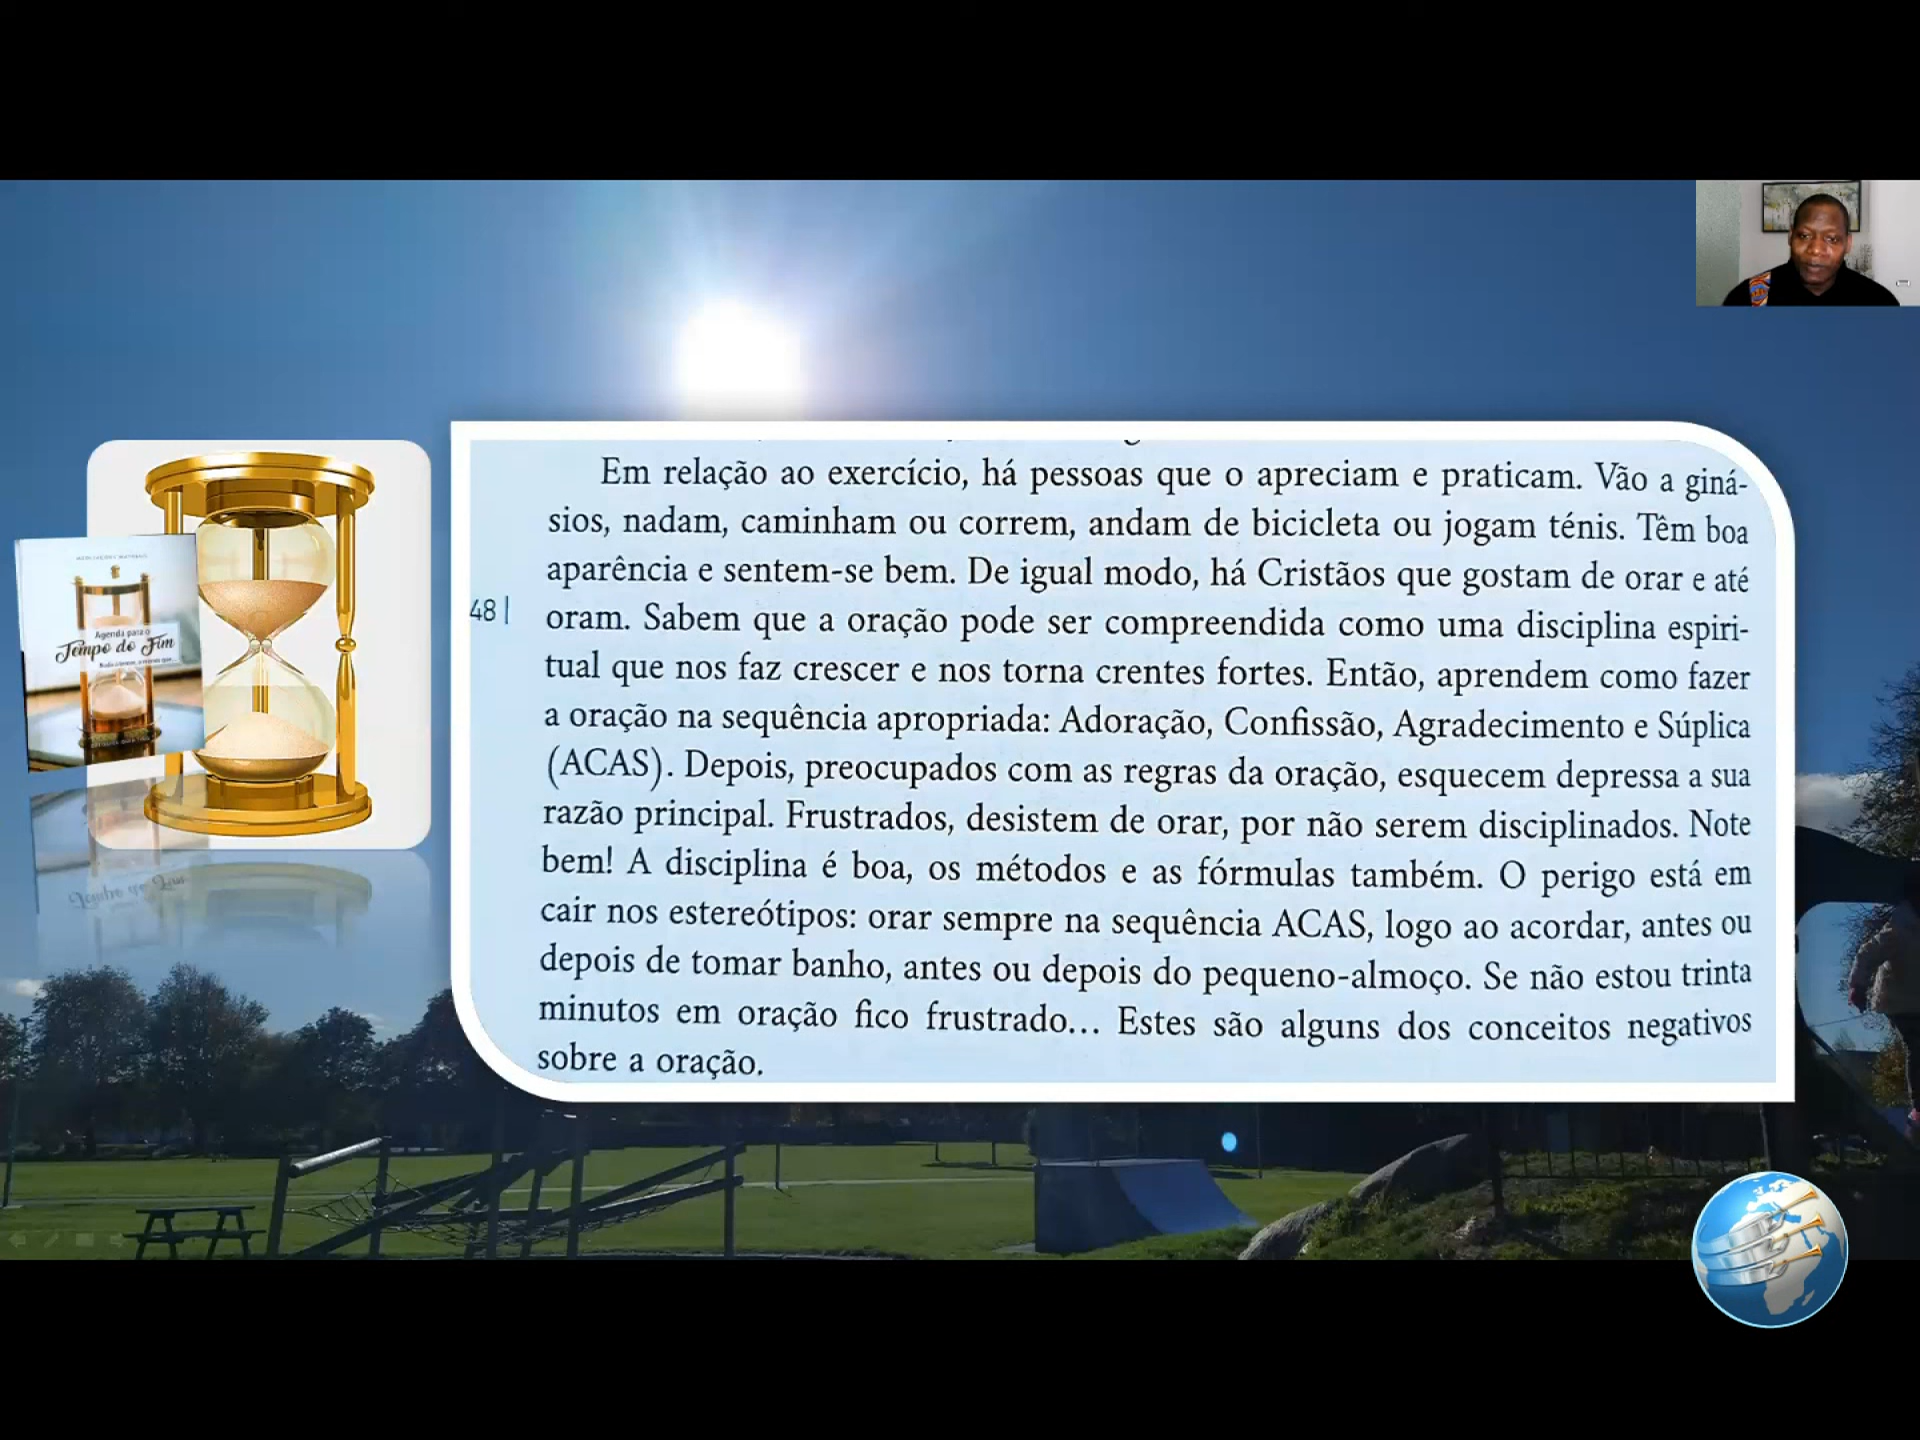 Em relação ao exercício, há pessoas que o apreciam e praticam. Vão a giná-
sios, nadam, caminham ou correm, andam de bicicleta ou jogam ténis. Têm boa
aparência e sentem-se bem. De igual modo, há Cristãos que gostam de orar e até
48 |
oram. Sabem que a oração pode ser compreendida como uma disciplina espiri-
tual que nos faz crescer e nos torna crentes fortes. Então, aprendem como fazer
a oração na sequência apropriada: Adoração, Confissão, Agradecimento e Súplica
(ACAS). Depois, preocupados com as regras da oração, esquecem depressa a sua
razão principal. Frustrados, desistem de orar, por não serem disciplinados. Note
bem! A disciplina é boa, os métodos e as fórmulas também. O perigo está em
cair nos estereótipos: orar sempre na sequência ACAS, logo ao acordar, antes ou
depois de tomar banho, antes ou depois do pequeno-almoço. Se não estou trinta
minutos em oração fico frustrado... Estes são alguns dos conceitos negativos
sobre a oração.
Agenda para o
Tempo do Fim